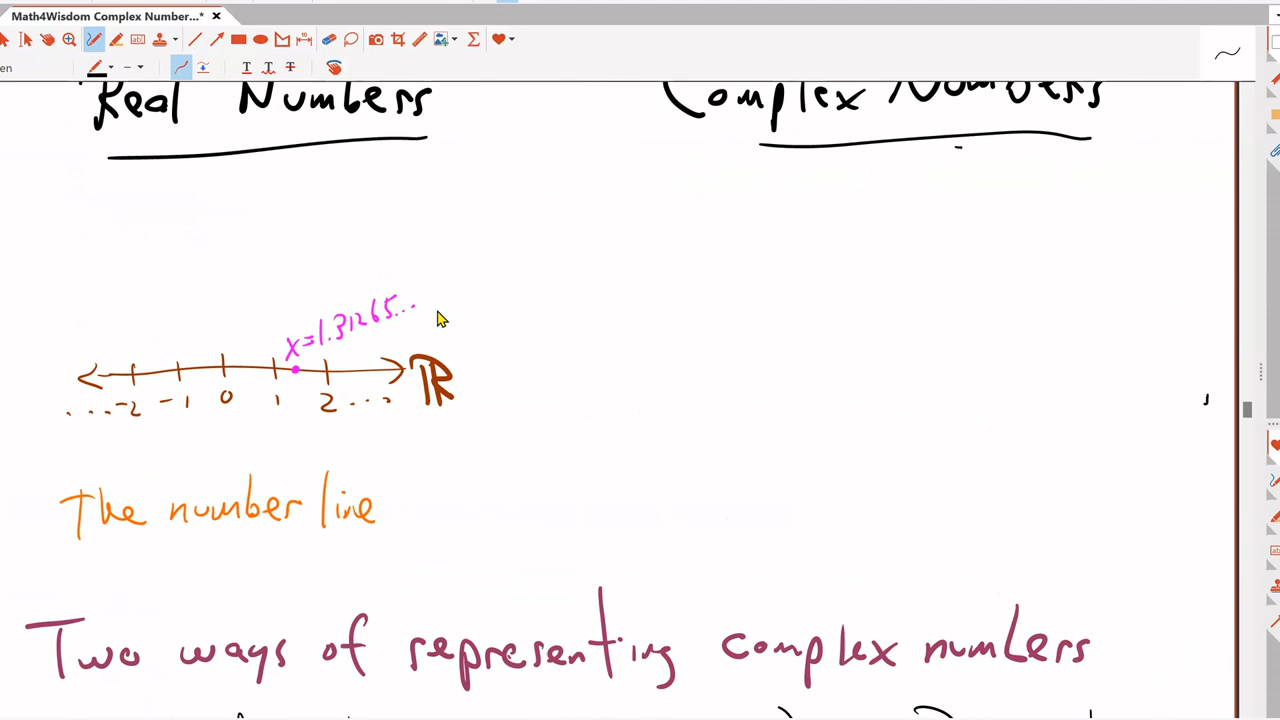 Math4Wisdom Complex Number...*
en
Real Numbers
Complex Numbers
x=1.31265...
ℝ
...-2 -1 0 1 2 ...
The number line
Two ways of representing complex numbers